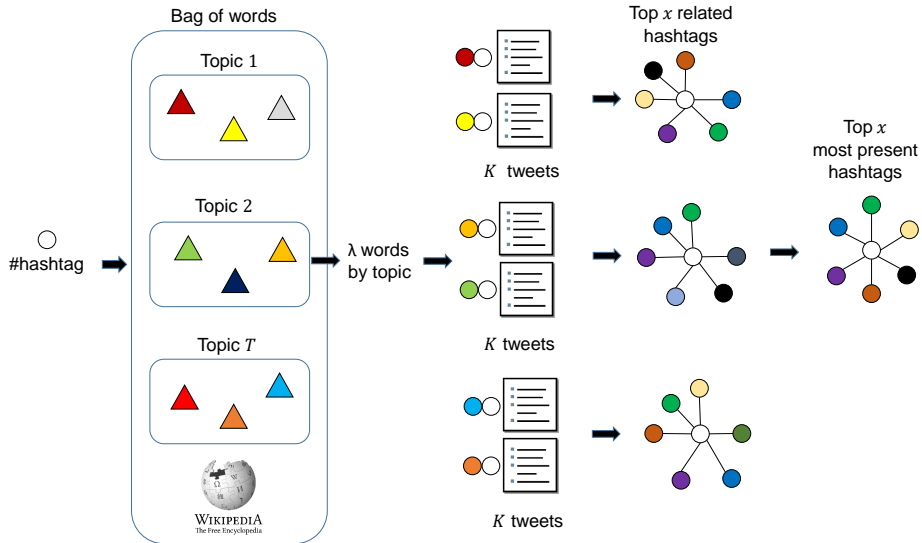 Bag of words
Topic 1
Topic 2
Topic T
Ω
W
WIKIPEDIA
The Free Encyclopedia
#hashtag
λ words
by topic
K tweets
K tweets
K tweets
Top x related
hashtags
Top x
most present
hashtags